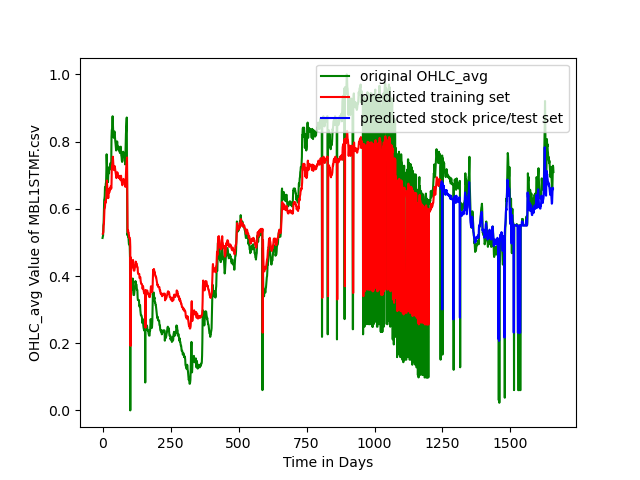 original OHLC_avg
predicted training set
predicted stock price/test set
1.0
0.8
0.6
0.4
0.2
0.0
OHLC_avg Value of MBL1STMF.csv
0 250 500 750 1000 1250 1500
Time in Days